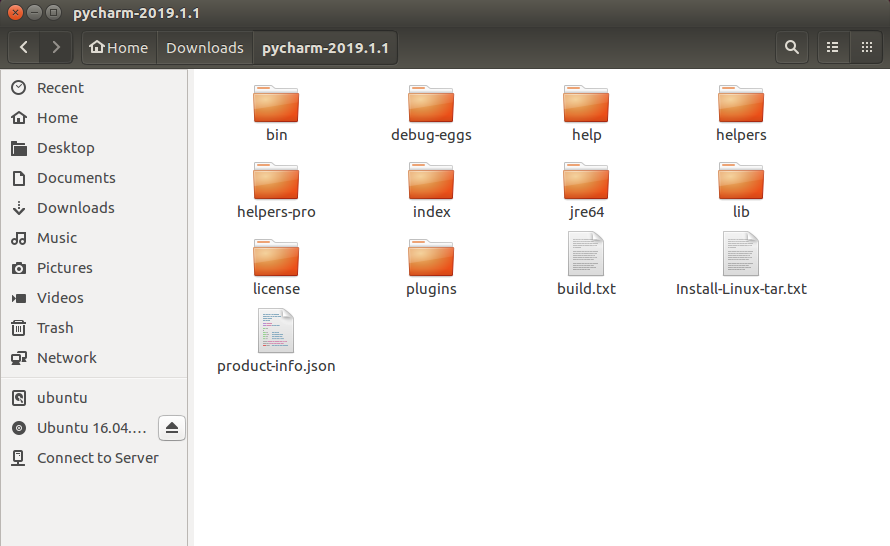 pycharm-2019.1.1
Home Downloads pycharm-2019.1.1
Recent
Home
Desktop
Documents
Downloads
Music
Pictures
Videos
Trash
Network
ubuntu
Ubuntu 16.04....
Connect to Server
bin debug-eggs help helpers
helpers-pro index jre64 lib
license plugins build.txt Install-Linux-tar.txt
product-info.json